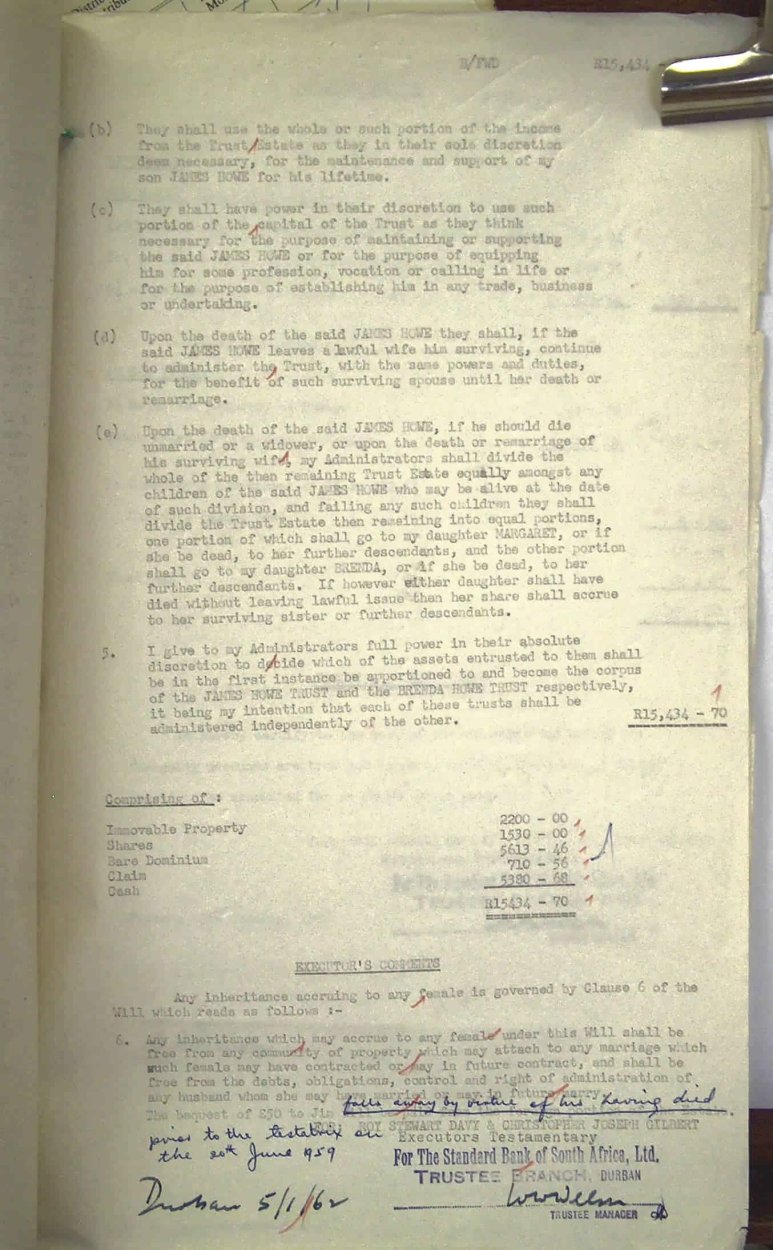 B/FWD R15,434 -
(b) They shall use the whole or such portion of the income
from the Trust Estate as they in their sole discretion
deem necessary, for the maintenance and support of my
son JAMES HOWE for his lifetime.
(c) They shall have power in their discretion to use such
portion of the capital of the Trust as they think
necessary for the purpose of maintaining or supporting
the said JAMES HOWE or for the purpose of equipping
him for some profession, vocation or calling in life or
for the purpose of establishing him in any trade, business
or undertaking.
(d) Upon the death of the said JAMES HOWE they shall, if the
said JAMES HOWE leaves a lawful wife him surviving, continue
to administer the Trust, with the same powers and duties,
for the benefit of such surviving spouse until her death or
remarriage.
(e) Upon the death of the said JAMES HOWE, if he should die
unmarried or a widower, or upon the death or remarriage of
his surviving wife, my Administrators shall divide the
whole of the then remaining Trust Estate equally amongst any
children of the said JAMES HOWE who may be alive at the date
of such division, and failing any such children they shall
divide the Trust Estate then remaining into equal portions,
one portion of which shall go to my daughter MARGARET, or if
she be dead, to her further descendants, and the other portion
shall go to my daughter BRENDA, or if she be dead, to her
further descendants. If however either daughter shall have
died without leaving lawful issue then her share shall accrue
to her surviving sister or further descendants.
5. I give to my Administrators full power in their absolute
discretion to decide which of the assets entrusted to them shall
be in the first instance be apportioned to and become the corpus
of the JAMES HOWE TRUST and the BRENDA HOWE TRUST respectively,
it being my intention that each of these trusts shall be
administered independently of the other. R15,434 - 70
Comprising of :
Immovable Property 2200 - 00
Shares 1530 - 00
Bare Dominium 5613 - 46
Claim 710 - 56
Cash 5380 - 68
R15434 - 70
EXECUTOR'S COMMENTS
Any inheritance accruing to any female is governed by Clause 6 of the
Will which reads as follows :-
6. Any inheritance which may accrue to any female under this Will shall be
free from any community of property which may attach to any marriage which
such female may have contracted or may in future contract, and shall be
free from the debts, obligations, control and right of administration of
any husband whom she may have married or may in future marry.
The bequest of £50 to Jim falls away by virtue of his having died
FOR: ROY STEWART DAVY & CHRISTOPHER JOSEPH GILBERT
prior to the testatrix on Executors Testamentary
the 20th June 1959
For The Standard Bank of South Africa, Ltd.
TRUSTEE BRANCH, DURBAN
Durban 5/1/62
TRUSTEE MANAGER